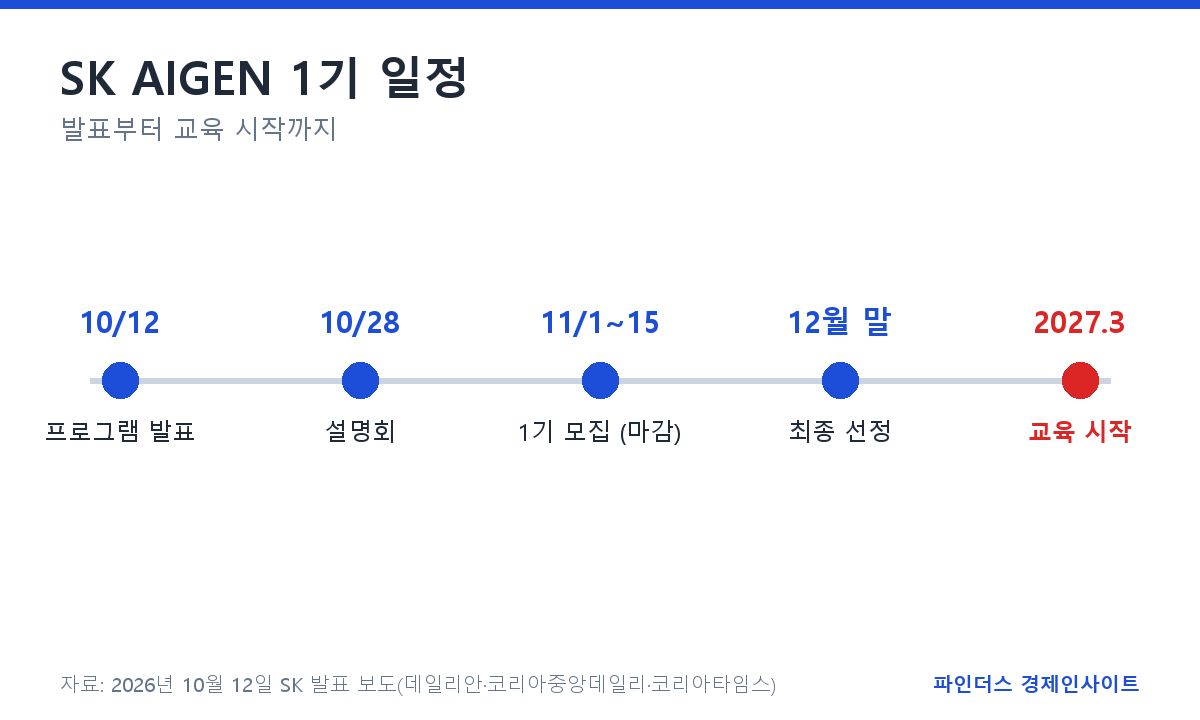 SK AIGEN 1기 일정
발표부터 교육 시작까지
10/12
10/28
11/1~15
12월 말
2027.3
프로그램 발표
설명회
1기 모집 (마감)
최종 선정
교육 시작
자료: 2026년 10월 12일 SK 발표 보도(데일리안·코리아중앙데일리·코리아타임스)
파인더스 경제인사이트